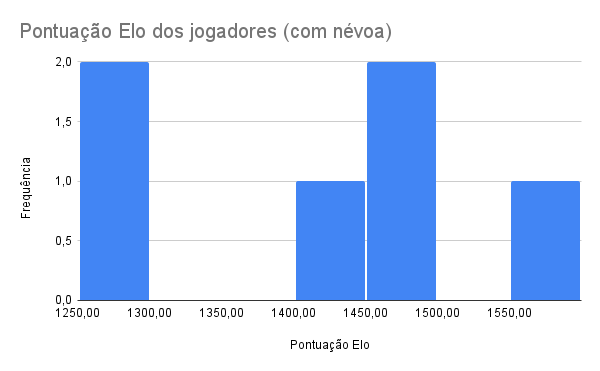 Pontuação Elo dos jogadores (com névoa)
2,0
1,5
1,0
0,5
0,0
Frequência
1250,00 1300,00 1350,00 1400,00 1450,00 1500,00 1550,00
Pontuação Elo